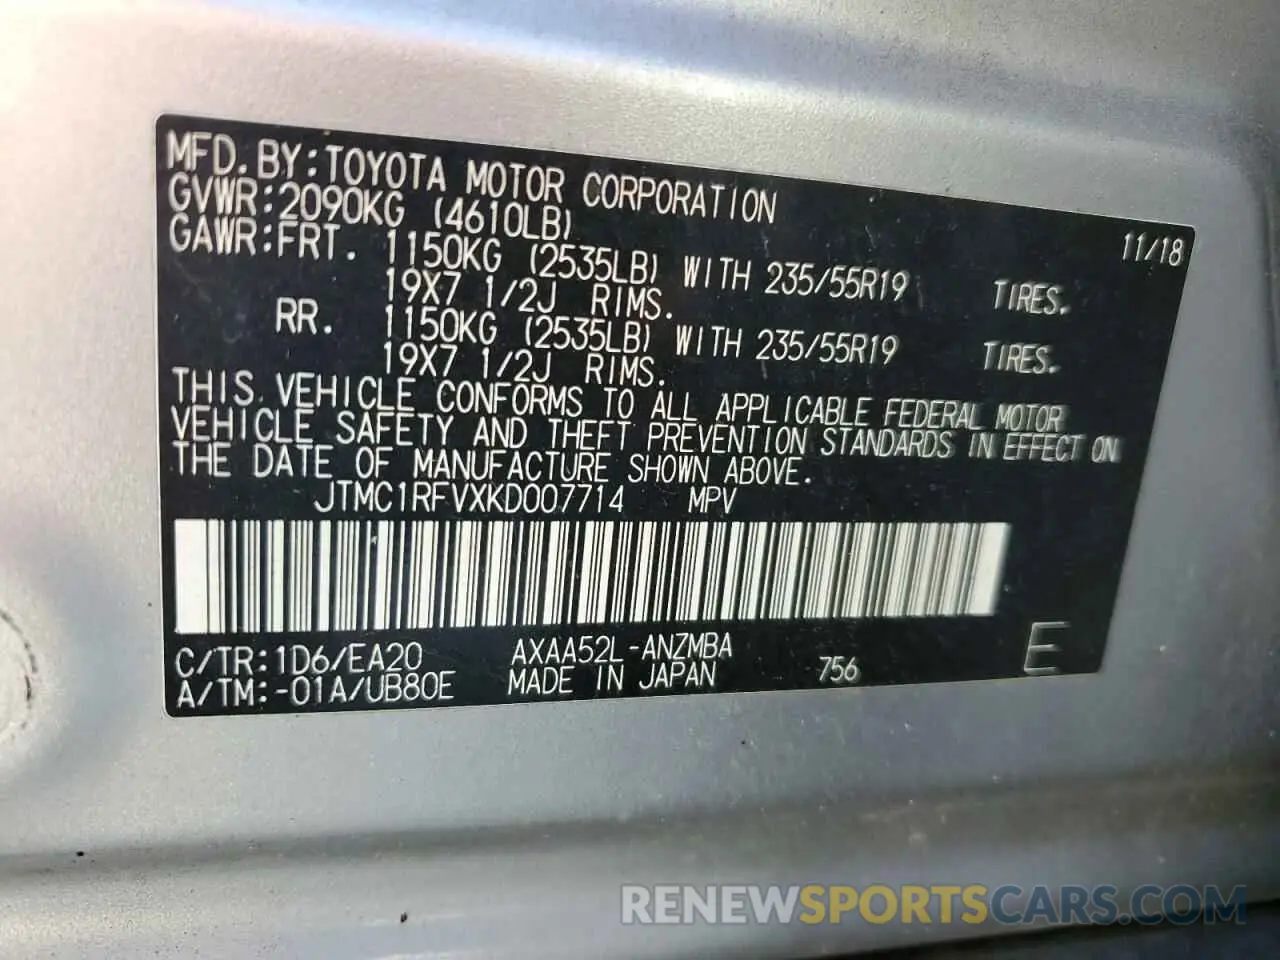 MFD.BY:TOYOTA MOTOR CORPORATION 11/18
GVWR:2090KG (4610LB)
GAWR:FRT. 1150KG (2535LB) WITH 235/55R19 TIRES.
19X7 1/2J RIMS.
RR. 1150KG (2535LB) WITH 235/55R19 TIRES.
19X7 1/2J RIMS.
THIS VEHICLE CONFORMS TO ALL APPLICABLE FEDERAL MOTOR
VEHICLE SAFETY AND THEFT PREVENTION STANDARDS IN EFFECT ON
THE DATE OF MANUFACTURE SHOWN ABOVE.
JTMC1RFVXKD007714 MPV
C/TR:1D6/EA20 AXAA52L-ANZMBA
A/TM:-01A/UB80E MADE IN JAPAN 756 E
RENEWSPORTSCARS.COM